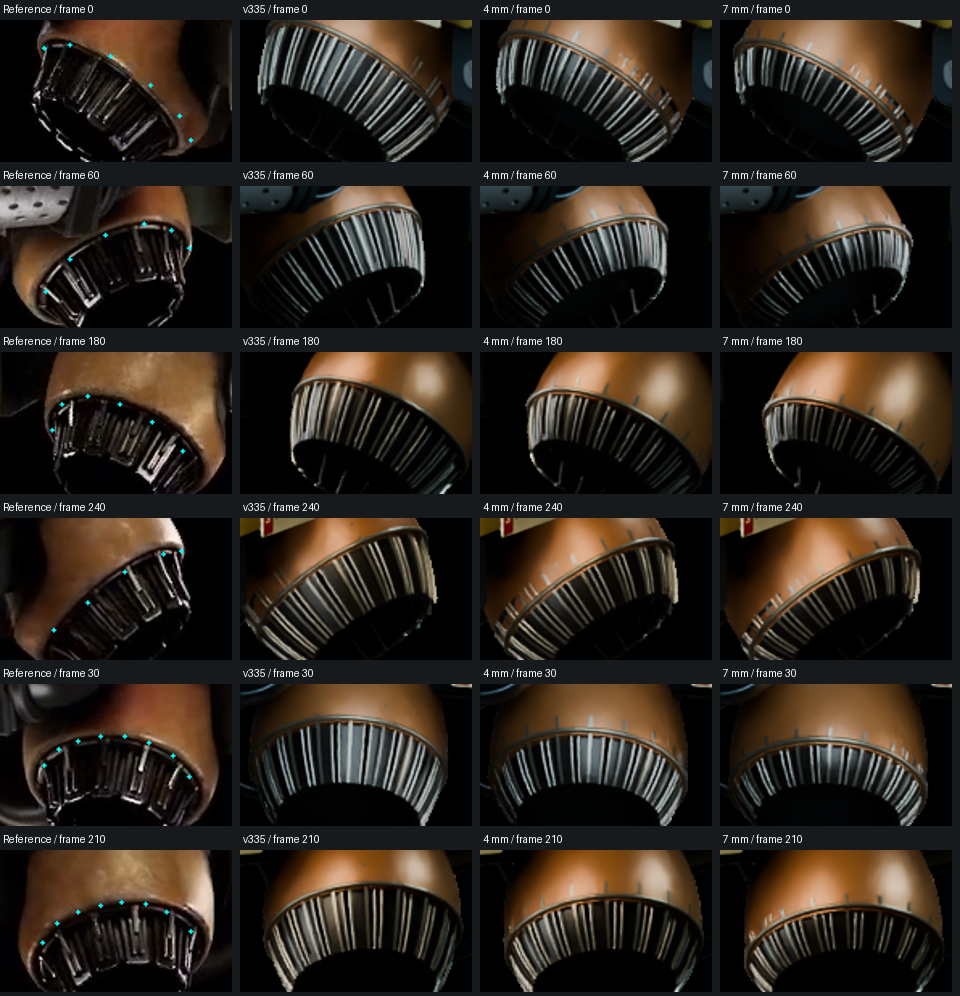 Reference / frame 0
v335 / frame 0
4 mm / frame 0
7 mm / frame 0
Reference / frame 60
v335 / frame 60
4 mm / frame 60
7 mm / frame 60
Reference / frame 180
v335 / frame 180
4 mm / frame 180
7 mm / frame 180
Reference / frame 240
v335 / frame 240
4 mm / frame 240
7 mm / frame 240
Reference / frame 30
v335 / frame 30
4 mm / frame 30
7 mm / frame 30
Reference / frame 210
v335 / frame 210
4 mm / frame 210
7 mm / frame 210